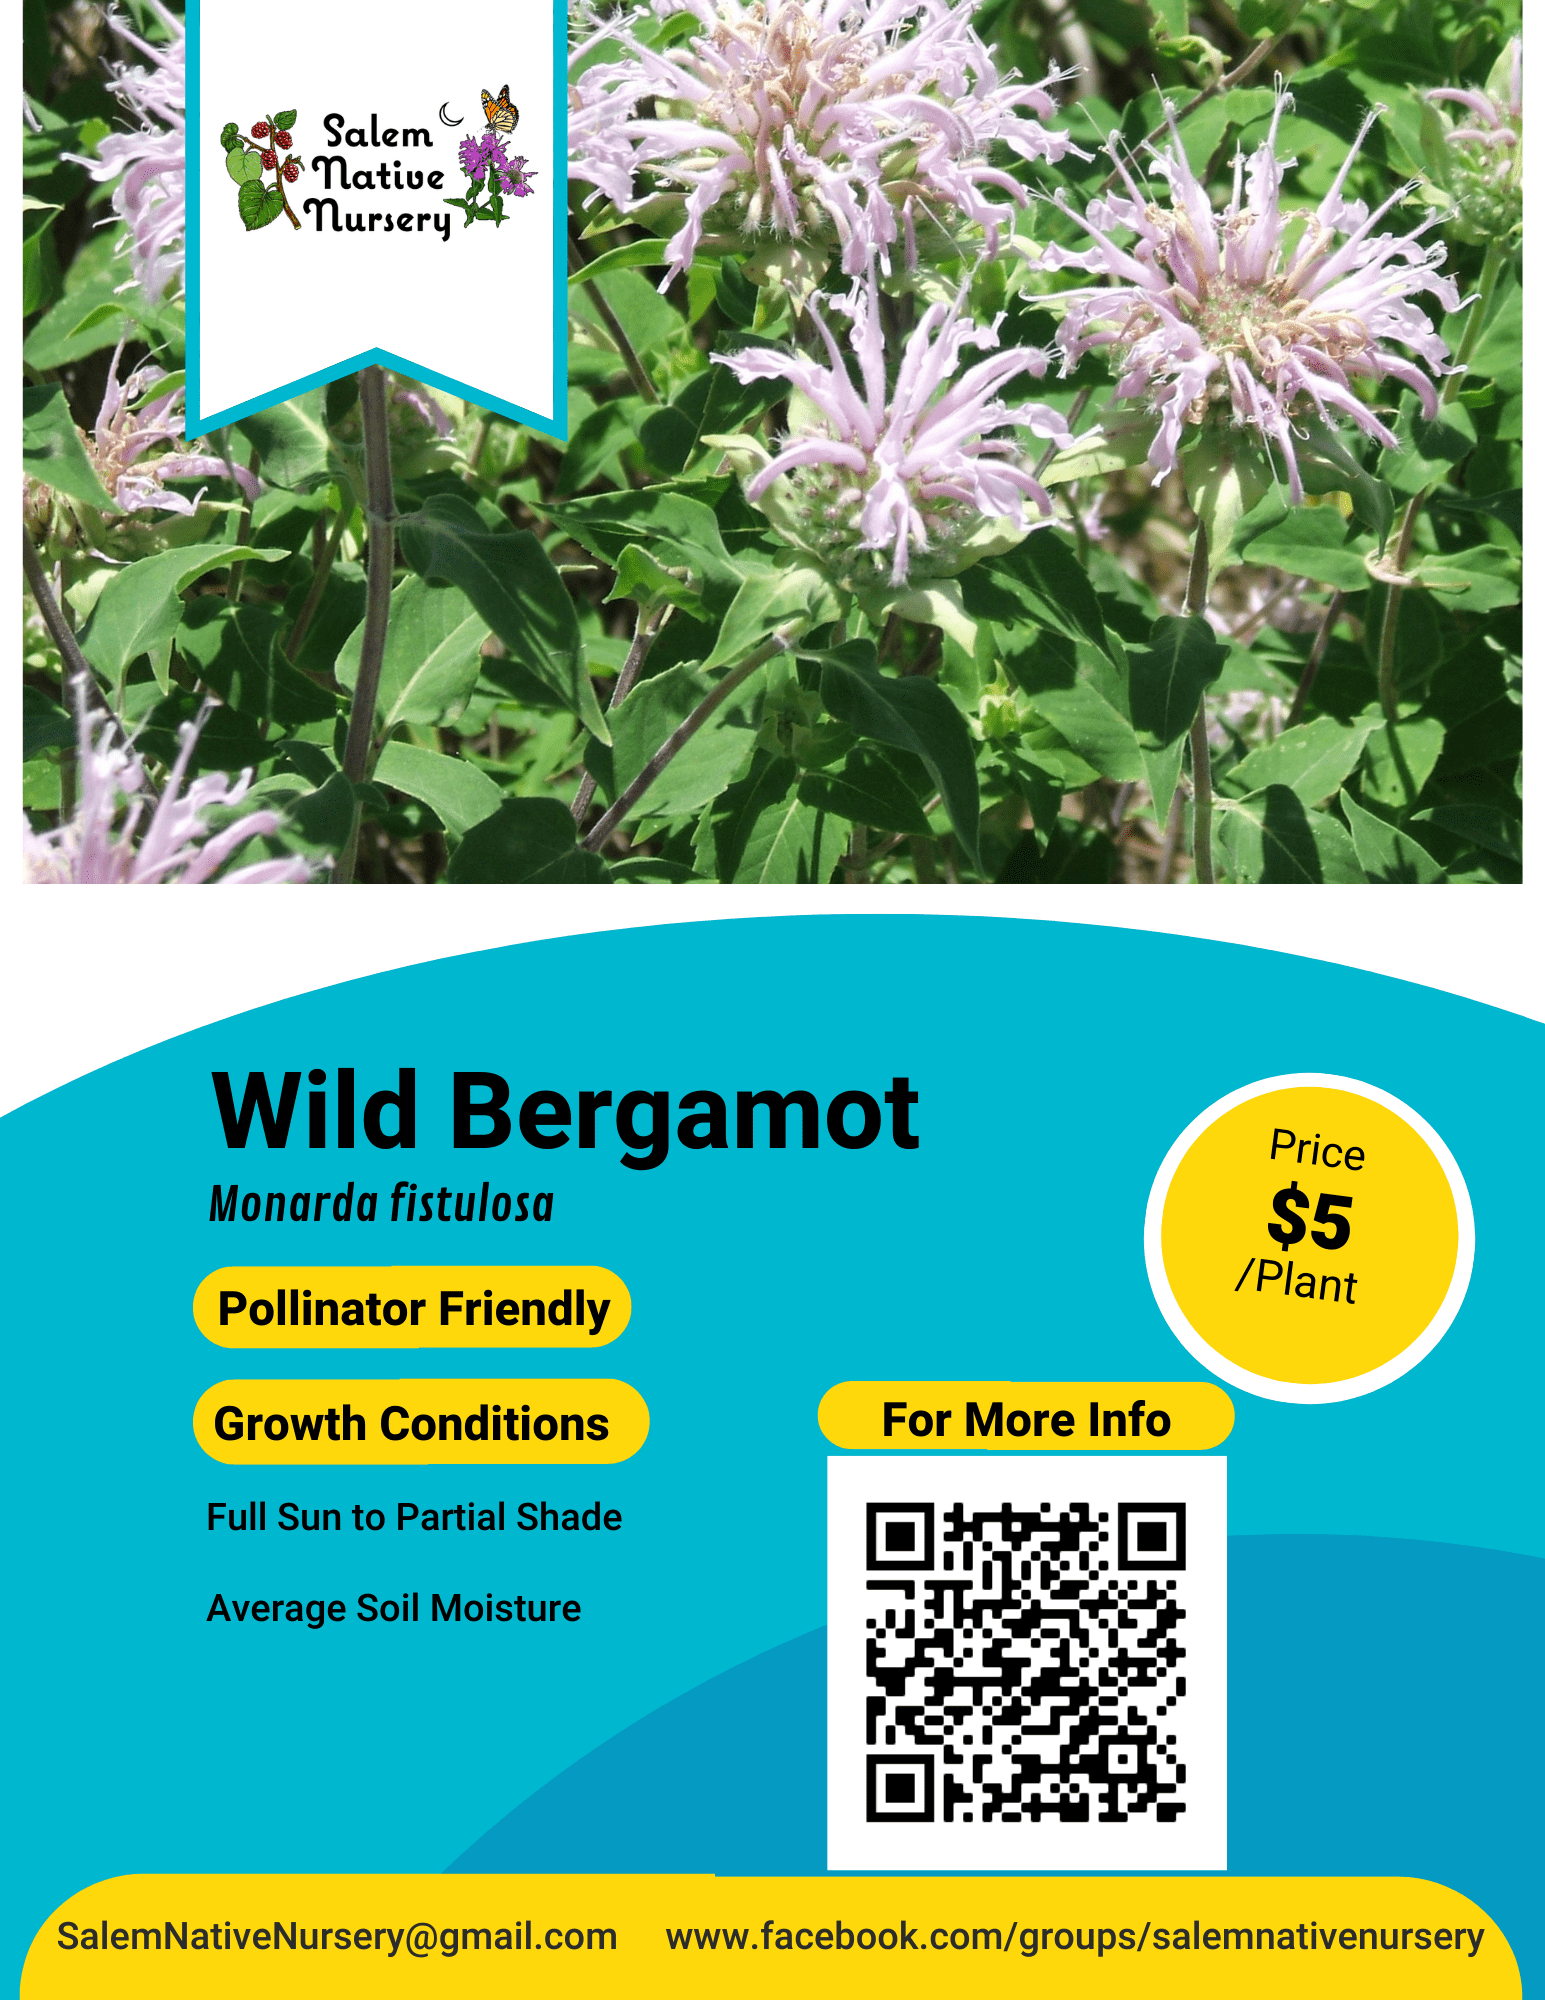 Salem
Native
Nursery
Wild Bergamot
Monarda fistulosa
Price
$5
/Plant
Pollinator Friendly
Growth Conditions
For More Info
Full Sun to Partial Shade
Average Soil Moisture
SalemNativeNursery@gmail.com
www.facebook.com/groups/salemnativenursery